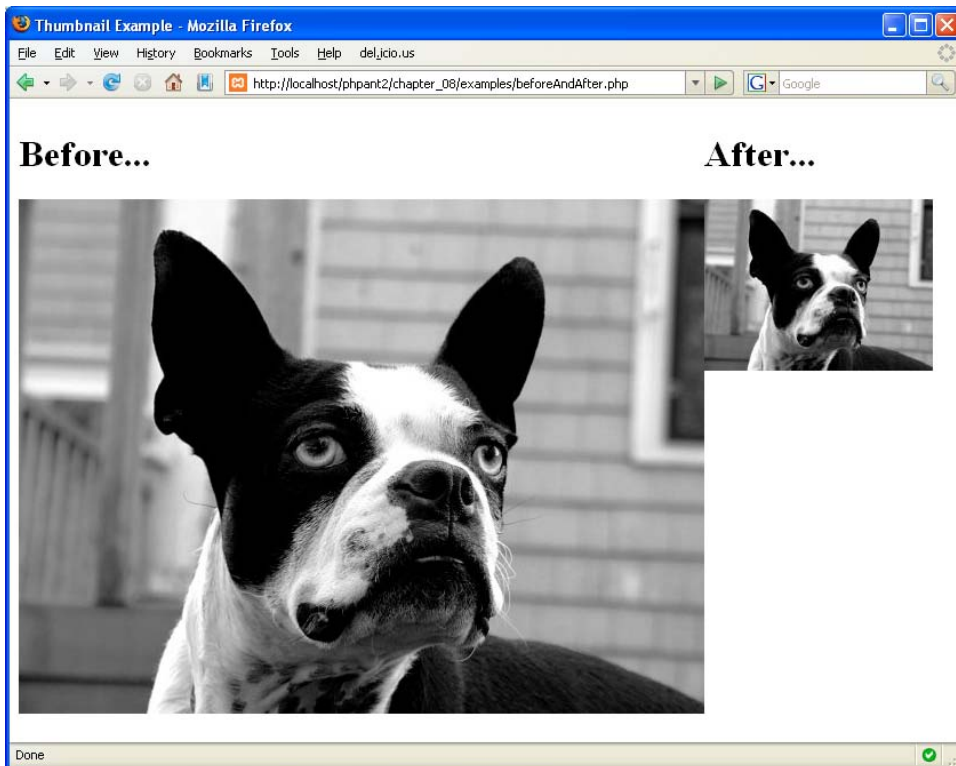 Thumbnail Example - Mozilla Firefox
File Edit View History Bookmarks Tools Help del.icio.us
http://localhost/phpant2/chapter_08/examples/beforeAndAfter.php G Google
Before... After...
Done